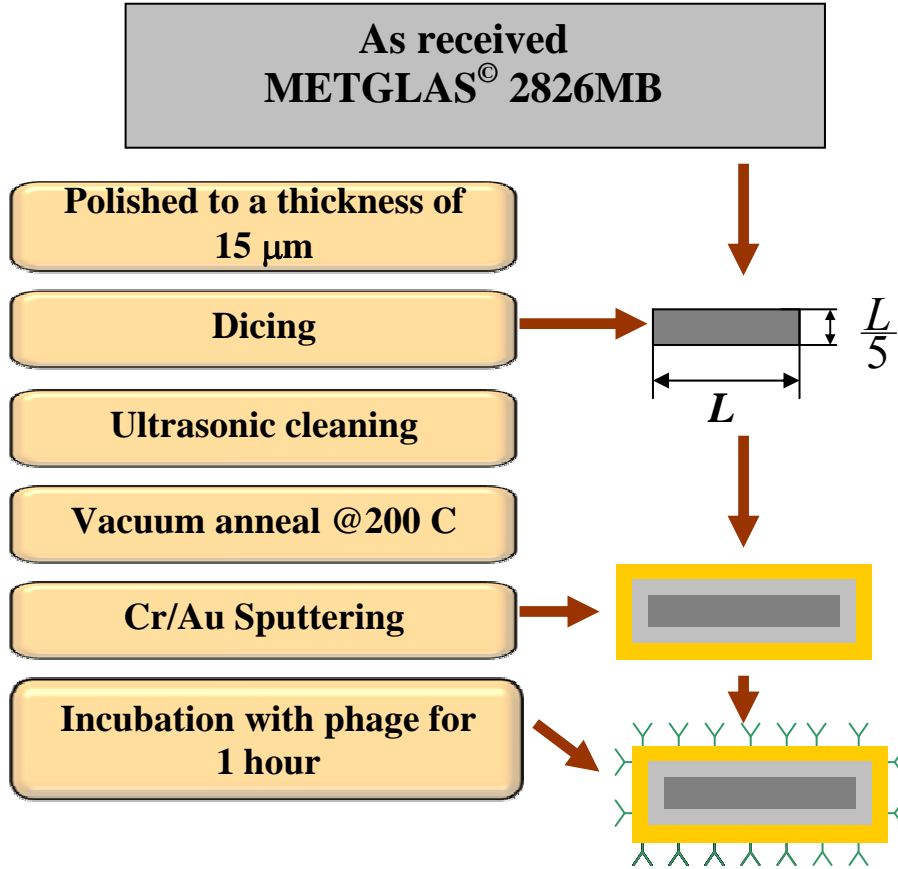 As received
METGLAS© 2826MB
Polished to a thickness of
15 μm
Dicing
L
5
L
Ultrasonic cleaning
Vacuum anneal @200 C
Cr/Au Sputtering
Incubation with phage for
1 hour